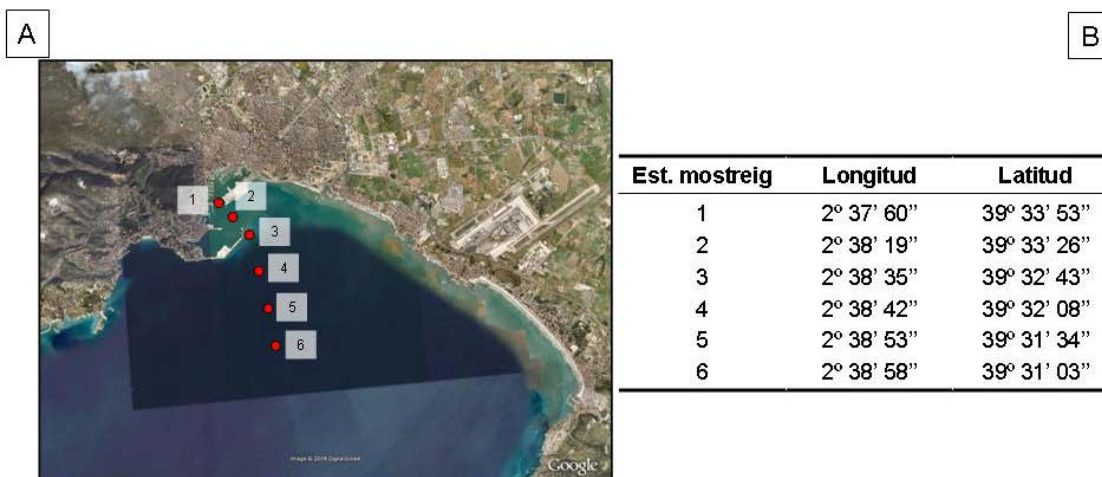 A
B
1
2
3
4
5
6
Google
Est. mostreig Longitud Latitud
1 2º 37’ 60” 39º 33’ 53”
2 2º 38’ 19” 39º 33’ 26”
3 2º 38’ 35” 39º 32’ 43”
4 2º 38’ 42” 39º 32’ 08”
5 2º 38’ 53” 39º 31’ 34”
6 2º 38’ 58” 39º 31’ 03”